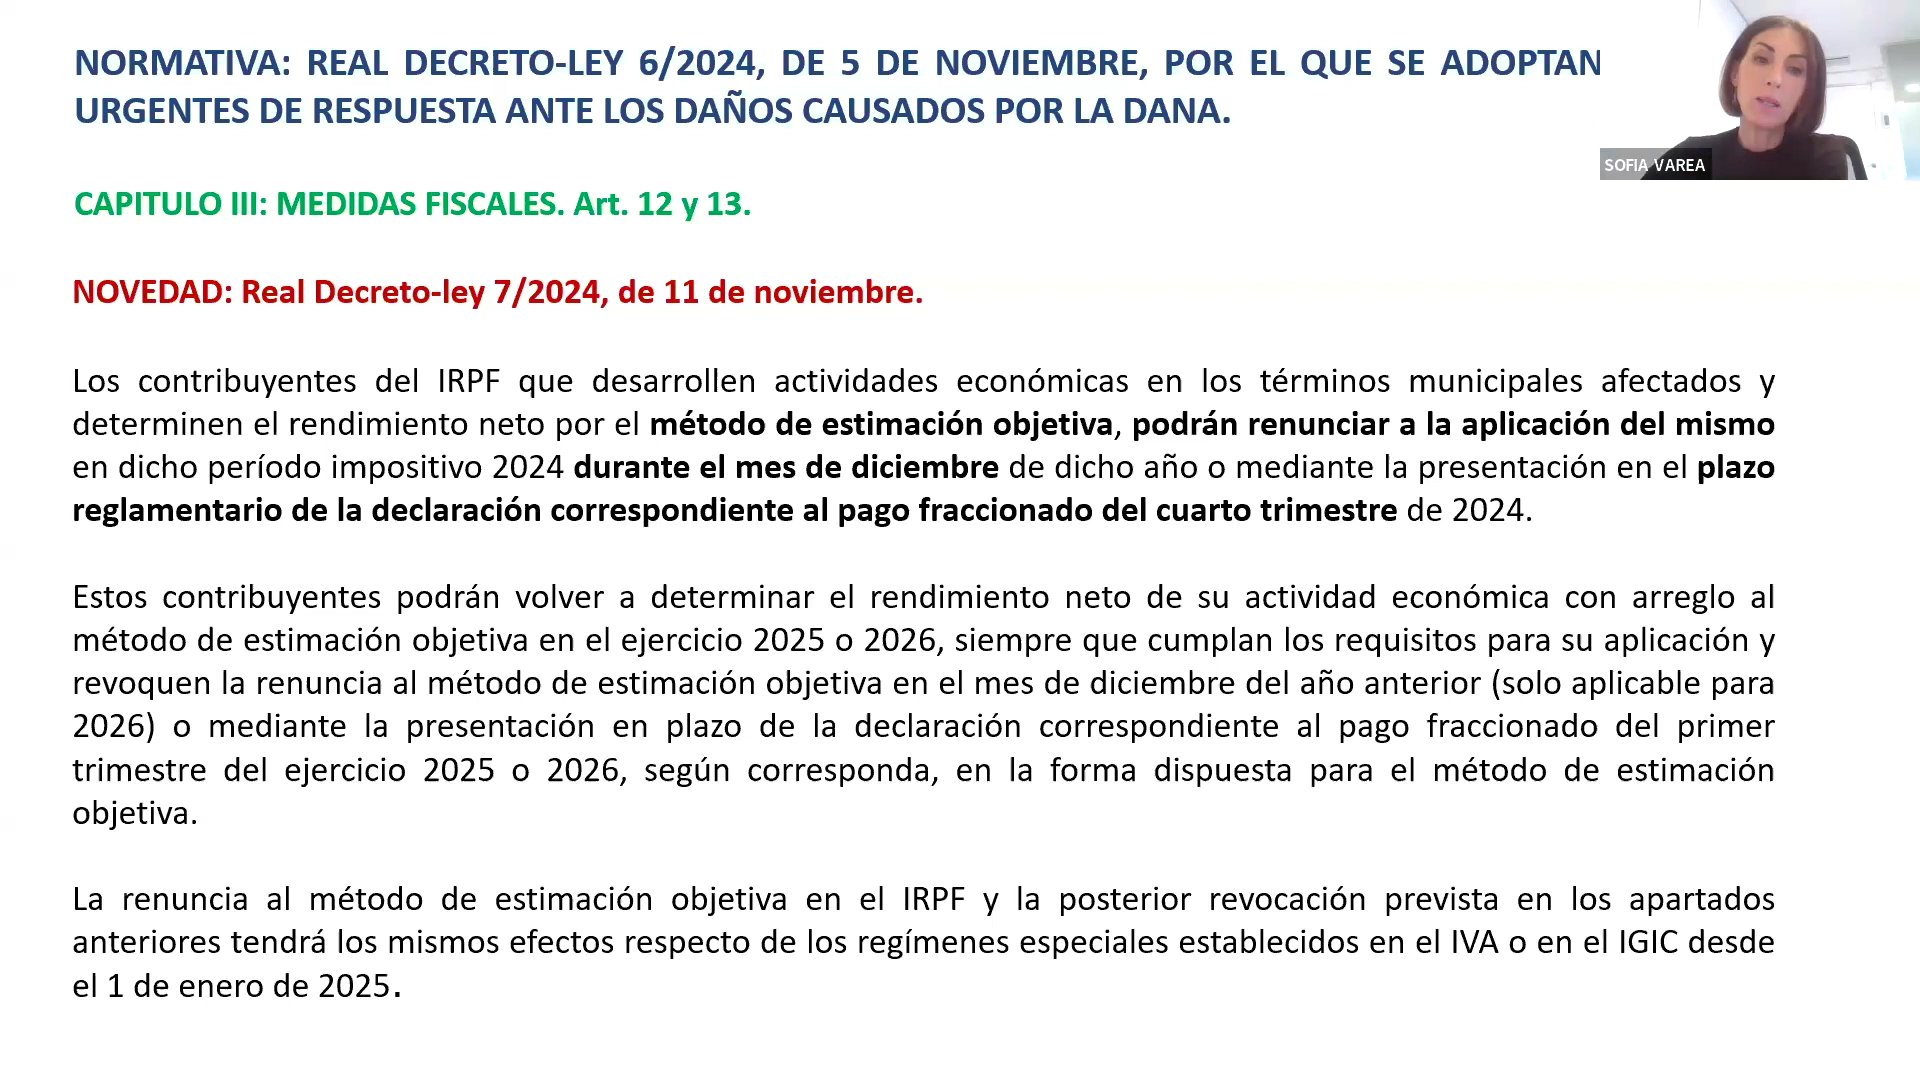 NORMATIVA: REAL DECRETO-LEY 6/2024, DE 5 DE NOVIEMBRE, POR EL QUE SE ADOPTAN
URGENTES DE RESPUESTA ANTE LOS DAÑOS CAUSADOS POR LA DANA.
SOFIA VAREA
CAPITULO III: MEDIDAS FISCALES. Art. 12 y 13.
NOVEDAD: Real Decreto-ley 7/2024, de 11 de noviembre.
Los contribuyentes del IRPF que desarrollen actividades económicas en los términos municipales afectados y
determinen el rendimiento neto por el método de estimación objetiva, podrán renunciar a la aplicación del mismo
en dicho período impositivo 2024 durante el mes de diciembre de dicho año o mediante la presentación en el plazo
reglamentario de la declaración correspondiente al pago fraccionado del cuarto trimestre de 2024.
Estos contribuyentes podrán volver a determinar el rendimiento neto de su actividad económica con arreglo al
método de estimación objetiva en el ejercicio 2025 o 2026, siempre que cumplan los requisitos para su aplicación y
revoquen la renuncia al método de estimación objetiva en el mes de diciembre del año anterior (solo aplicable para
2026) o mediante la presentación en plazo de la declaración correspondiente al pago fraccionado del primer
trimestre del ejercicio 2025 o 2026, según corresponda, en la forma dispuesta para el método de estimación
objetiva.
La renuncia al método de estimación objetiva en el IRPF y la posterior revocación prevista en los apartados
anteriores tendrá los mismos efectos respecto de los regímenes especiales establecidos en el IVA o en el IGIC desde
el 1 de enero de 2025.